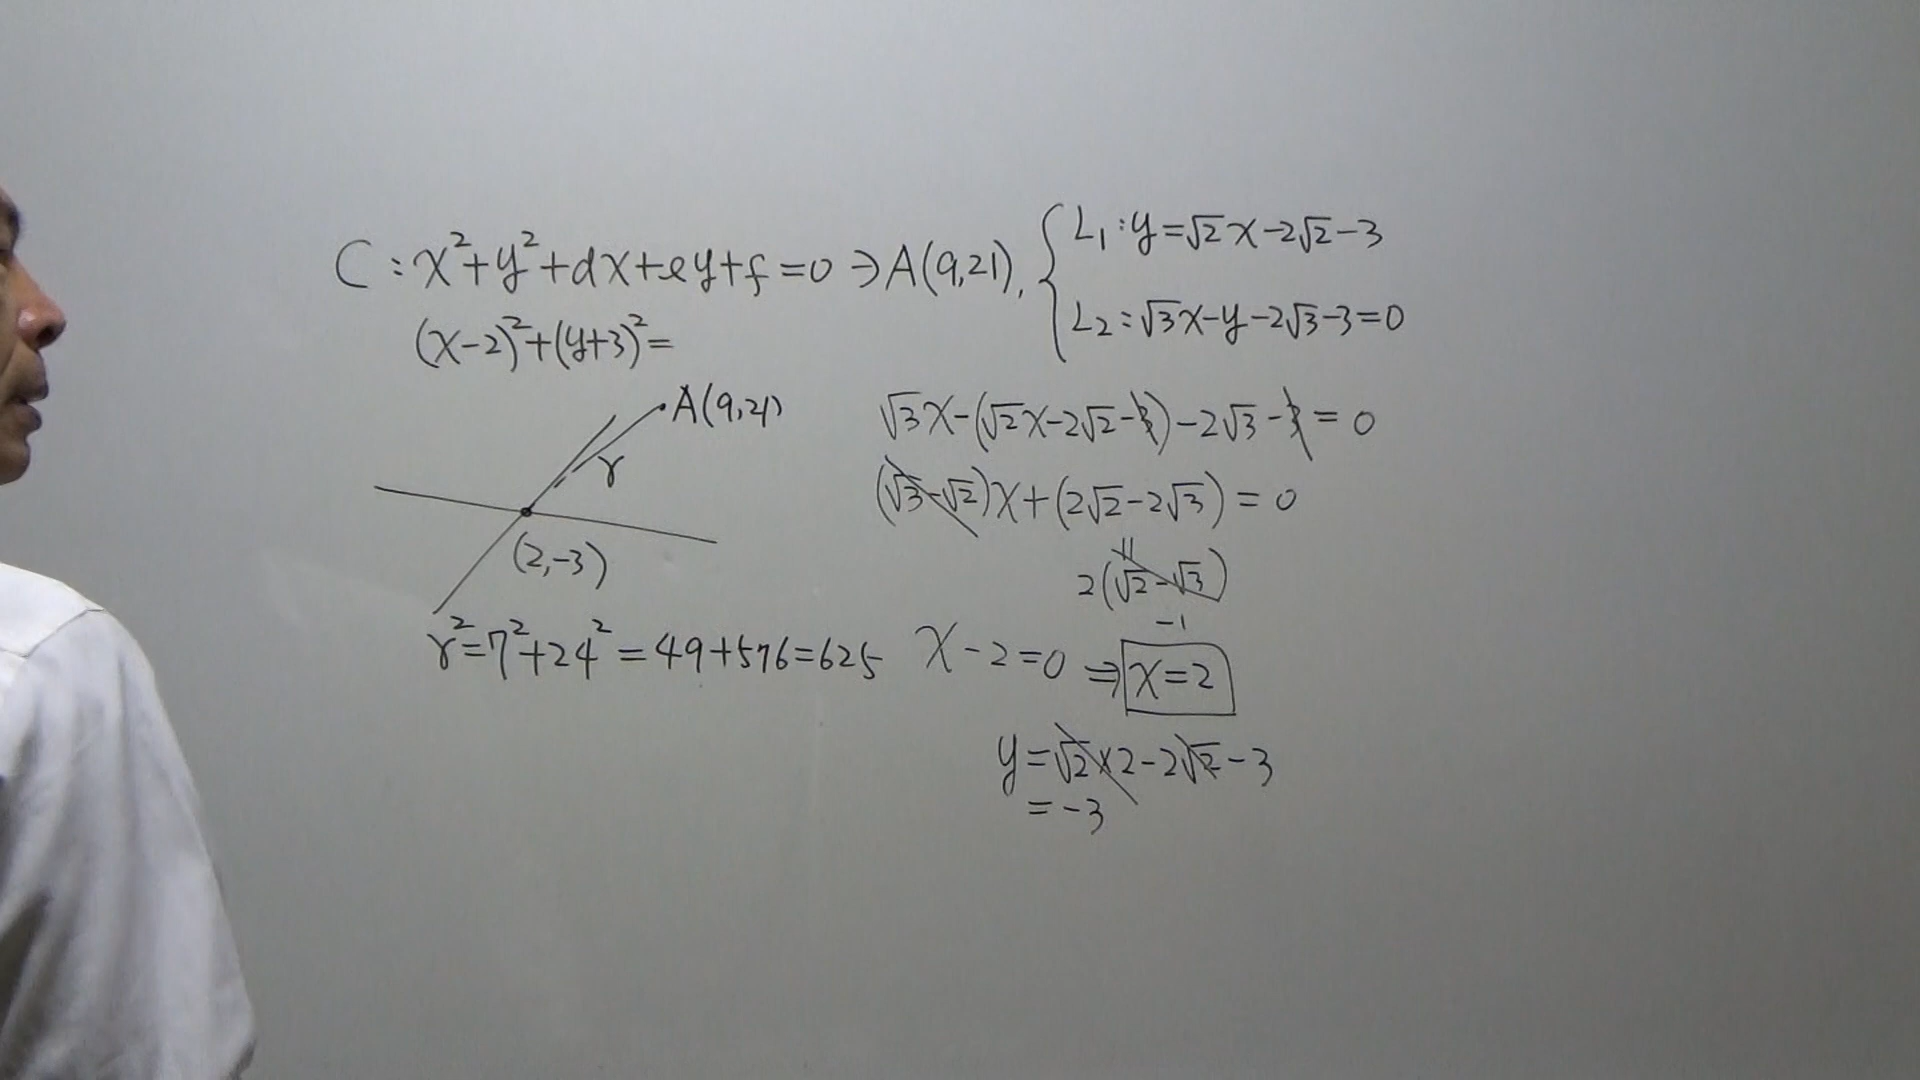 C : x²+y²+dx+ey+f=0 ⇒ A(9,21), { L₁ : y=√2x-2√2-3
L₂ : √3x-y-2√3-3=0
(x-2)²+(y+3)²=
A(9,21)
r
(2,-3)
r²=7²+24²=49+576=625
√3x-(√2x-2√2-3)-2√3-3=0
(√3-√2)x+(2√2-2√3)=0
||
2(√2-√3)
-1
x-2=0 ⇒ x=2
y=√2×2-2√2-3
=-3